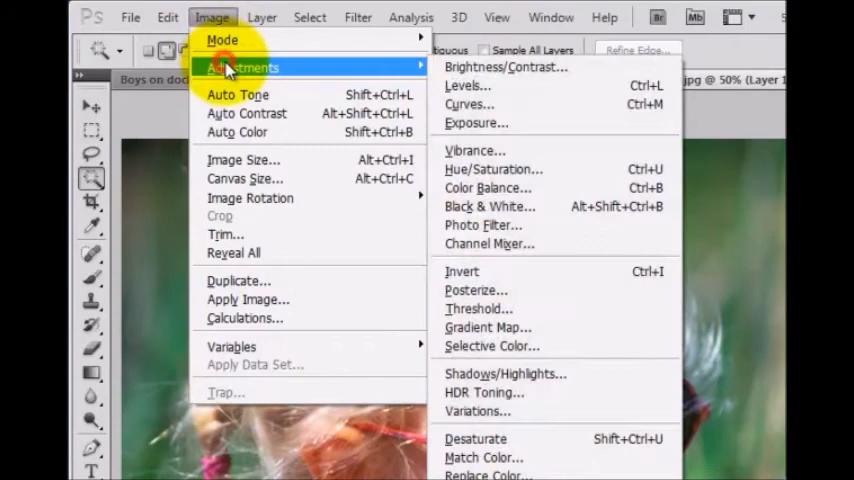 Ps File Edit Image Layer Select Filter Analysis 3D View Window Help Br Mb
Sample All Layers Refine Edge...
Boys on doc
.jpg @ 50% (Layer 1
Mode
Adjustments
Auto Tone Shift+Ctrl+L
Auto Contrast Alt+Shift+Ctrl+L
Auto Color Shift+Ctrl+B
Image Size... Alt+Ctrl+I
Canvas Size... Alt+Ctrl+C
Image Rotation
Crop
Trim...
Reveal All
Duplicate...
Apply Image...
Calculations...
Variables
Apply Data Set...
Trap...
Brightness/Contrast...
Levels... Ctrl+L
Curves... Ctrl+M
Exposure...
Vibrance...
Hue/Saturation... Ctrl+U
Color Balance... Ctrl+B
Black & White... Alt+Shift+Ctrl+B
Photo Filter...
Channel Mixer...
Invert Ctrl+I
Posterize...
Threshold...
Gradient Map...
Selective Color...
Shadows/Highlights...
HDR Toning...
Variations...
Desaturate Shift+Ctrl+U
Match Color...
Replace Color...